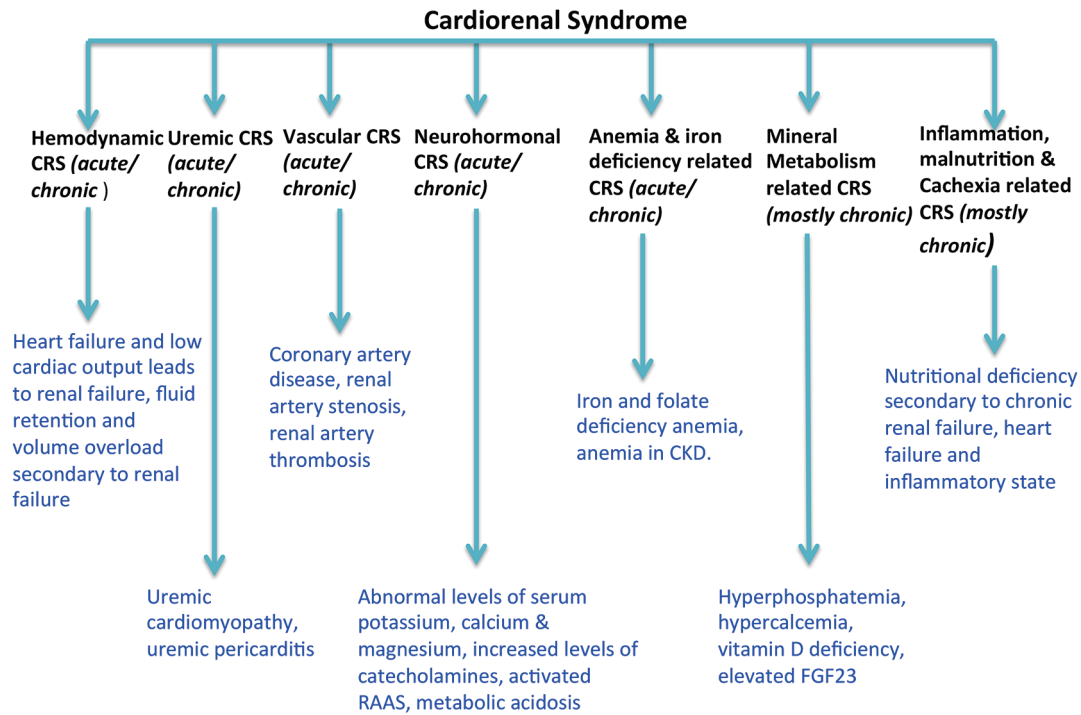 Cardiorenal Syndrome
Hemodynamic
CRS (acute/
chronic )
Uremic CRS
(acute/
chronic)
Vascular CRS
(acute/
chronic)
Neurohormonal
CRS (acute/
chronic)
Anemia & iron
deficiency related
CRS (acute/
chronic)
Mineral
Metabolism
related CRS
(mostly chronic)
Inflammation,
malnutrition &
Cachexia related
CRS (mostly
chronic)
Heart failure and low
cardiac output leads
to renal failure, fluid
retention and
volume overload
secondary to renal
failure
Coronary artery
disease, renal
artery stenosis,
renal artery
thrombosis
Iron and folate
deficiency anemia,
anemia in CKD.
Nutritional deficiency
secondary to chronic
renal failure, heart
failure and
inflammatory state
Uremic
cardiomyopathy,
uremic pericarditis
Abnormal levels of serum
potassium, calcium &
magnesium, increased levels of
catecholamines, activated
RAAS, metabolic acidosis
Hyperphosphatemia,
hypercalcemia,
vitamin D deficiency,
elevated FGF23